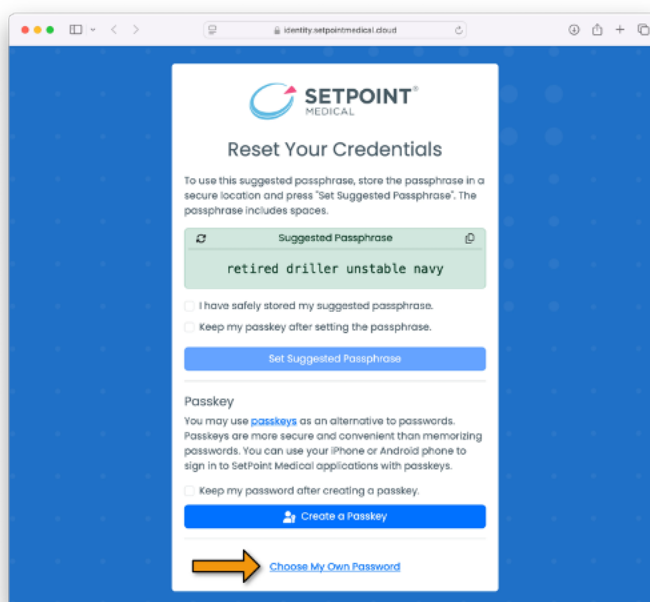 identity.setpointmedical.cloud
SETPOINT®
MEDICAL
Reset Your Credentials
To use this suggested passphrase, store the passphrase in a
secure location and press "Set Suggested Passphrase". The
passphrase includes spaces.
Suggested Passphrase
retired driller unstable navy
I have safely stored my suggested passphrase.
Keep my passkey after setting the passphrase.
Set Suggested Passphrase
Passkey
You may use passkeys as an alternative to passwords.
Passkeys are more secure and convenient than memorizing
passwords. You can use your iPhone or Android phone to
sign in to SetPoint Medical applications with passkeys.
Keep my password after creating a passkey.
Create a Passkey
Choose My Own Password